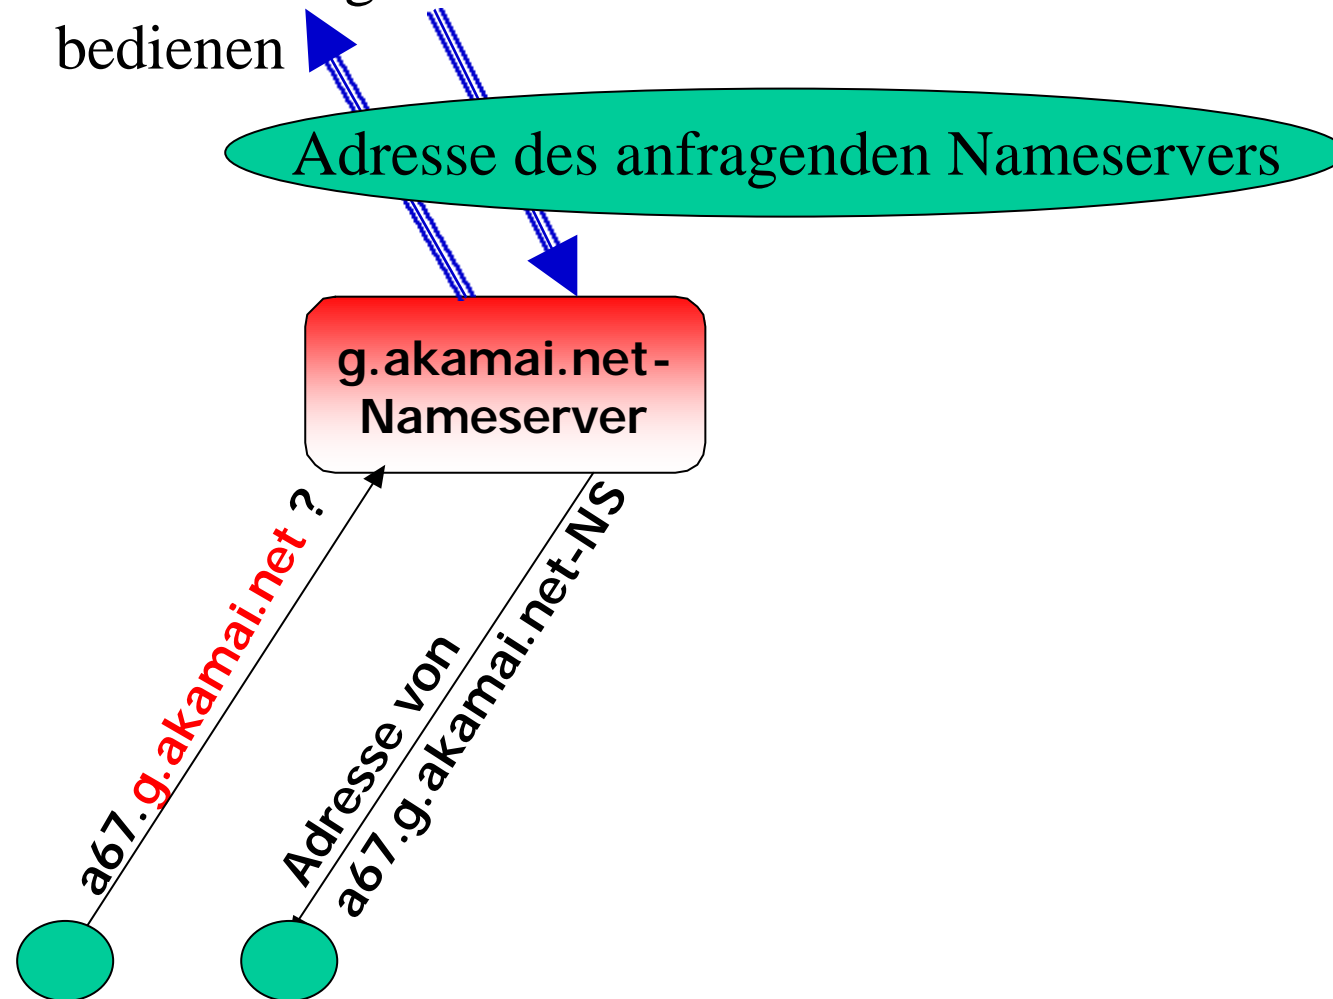 bedienen
Adresse des anfragenden Nameservers
g.akamai.net-
Nameserver
a67.g.akamai.net ?
Adresse von
a67.g.akamai.net-NS